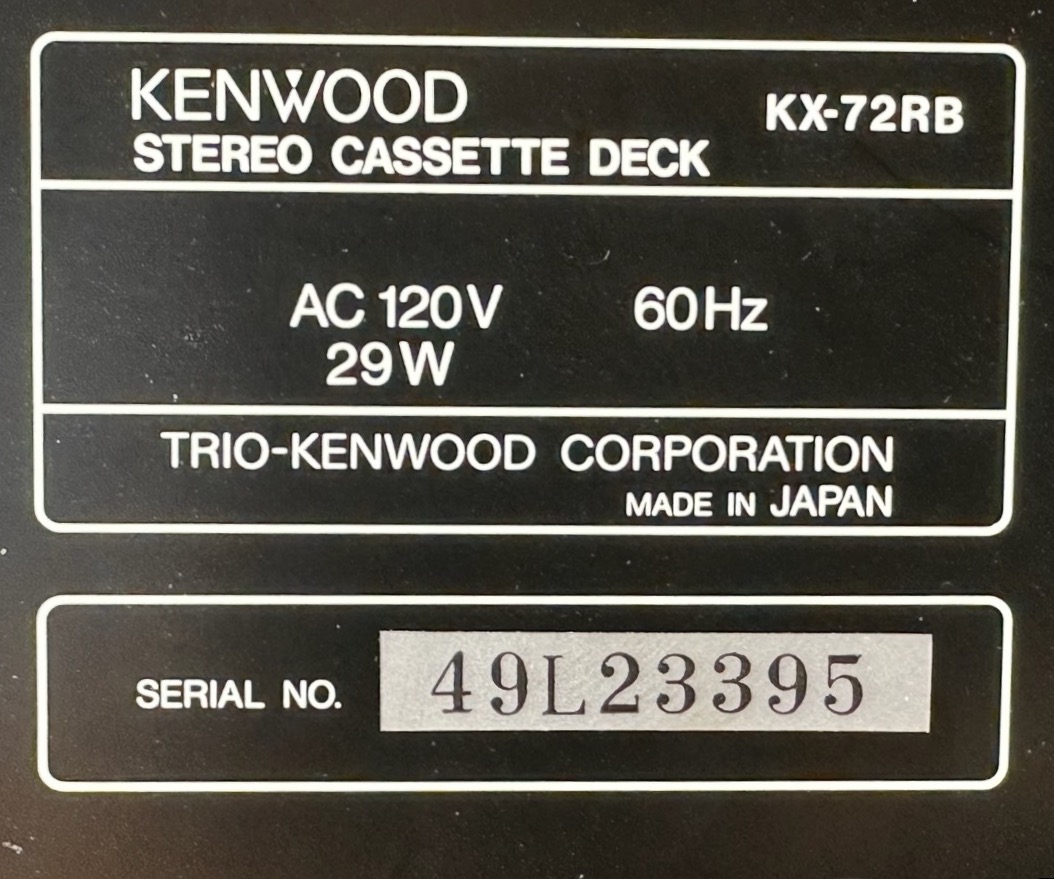 KENWOOD KX-72RB
STEREO CASSETTE DECK
AC 120V 60Hz
29W
TRIO-KENWOOD CORPORATION
MADE IN JAPAN
SERIAL NO. 49L23395